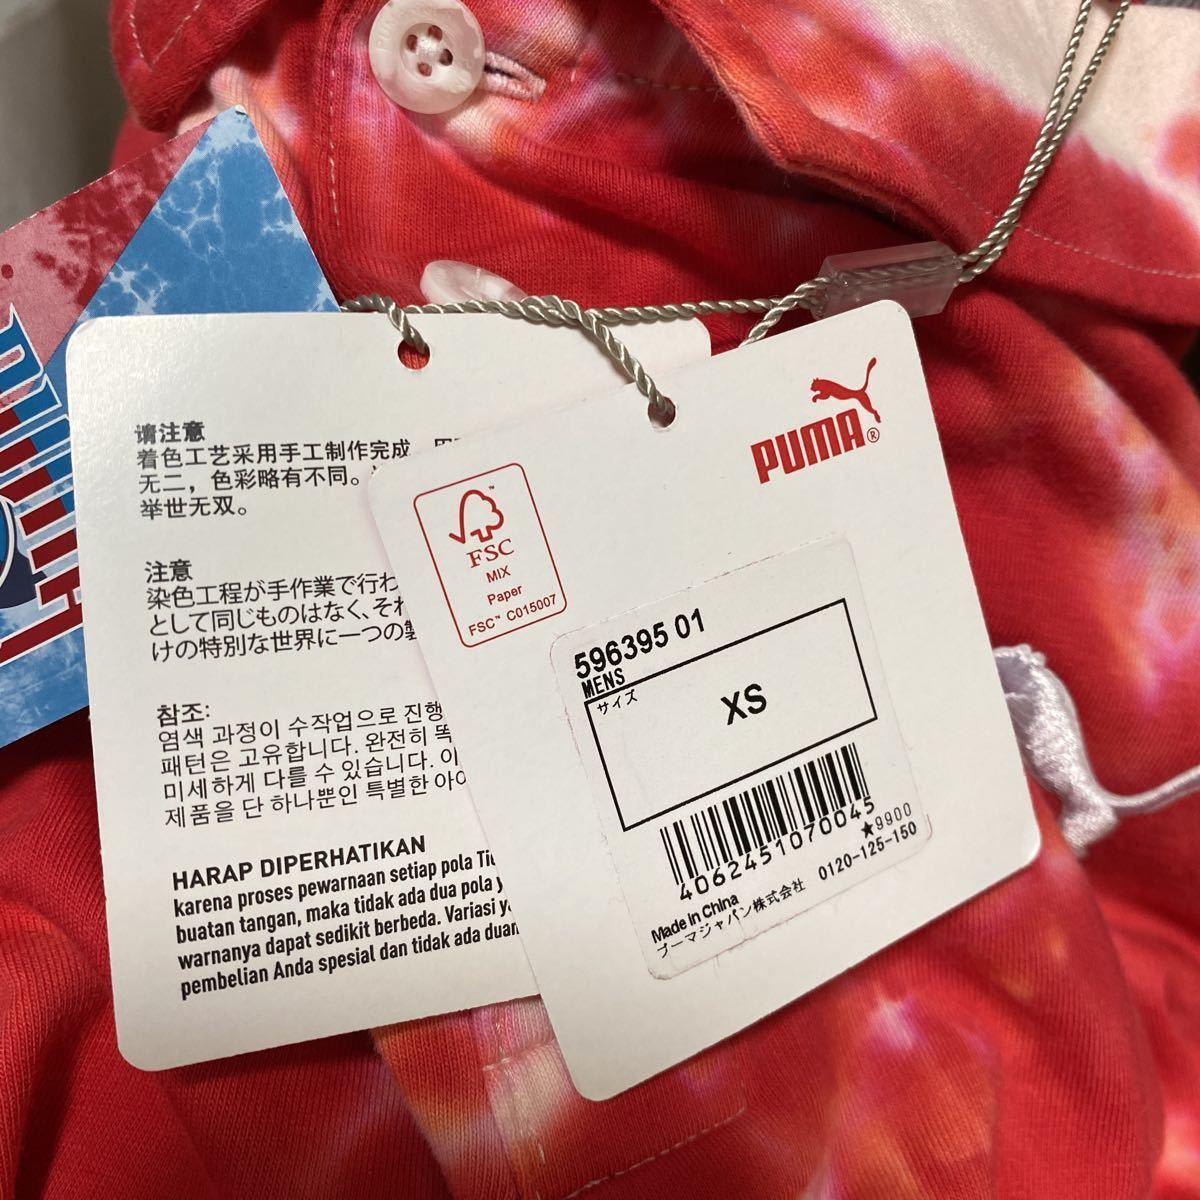 请注意
着色工艺采用手工制作完成，
无二，色彩略有不同。
举世无双。
注意
染色工程が手作業で行わ
として同じものはなく、それ
けの特別な世界に一つの
참조:
염색 과정이 수작업으로 진행
패턴은 고유합니다. 완전히 똑
미세하게 다를 수 있습니다. 이
제품을 단 하나뿐인 특별한 아이
HARAP DIPERHATIKAN
karena proses pewarnaan setiap pola Tie
buatan tangan, maka tidak ada dua pola y
warnanya dapat sedikit berbeda. Variasi y
pembelian Anda spesial dan tidak ada duan
PUMA®
FSC™
MIX
Paper
FSC™ C015007
596395 01
MENS
サイズ
XS
4062451070045
★9900
Made in China
プーマジャパン株式会社 0120-125-150